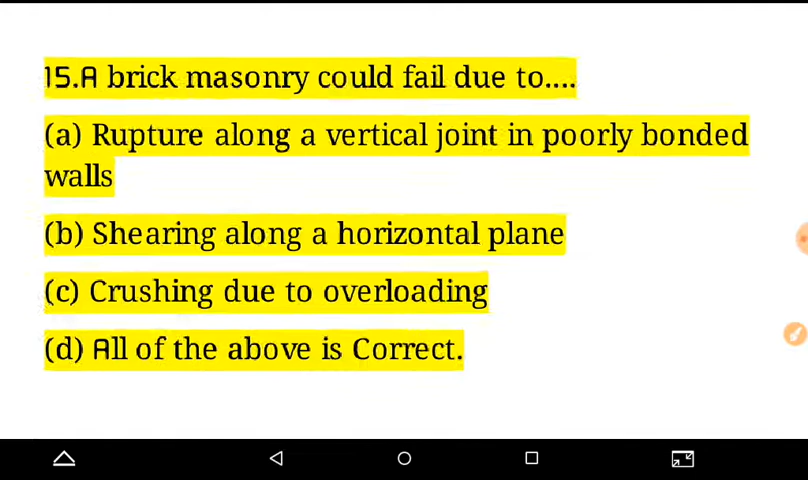 15.A brick masonry could fail due to....
(a) Rupture along a vertical joint in poorly bonded
walls
(b) Shearing along a horizontal plane
(c) Crushing due to overloading
(d) All of the above is Correct.